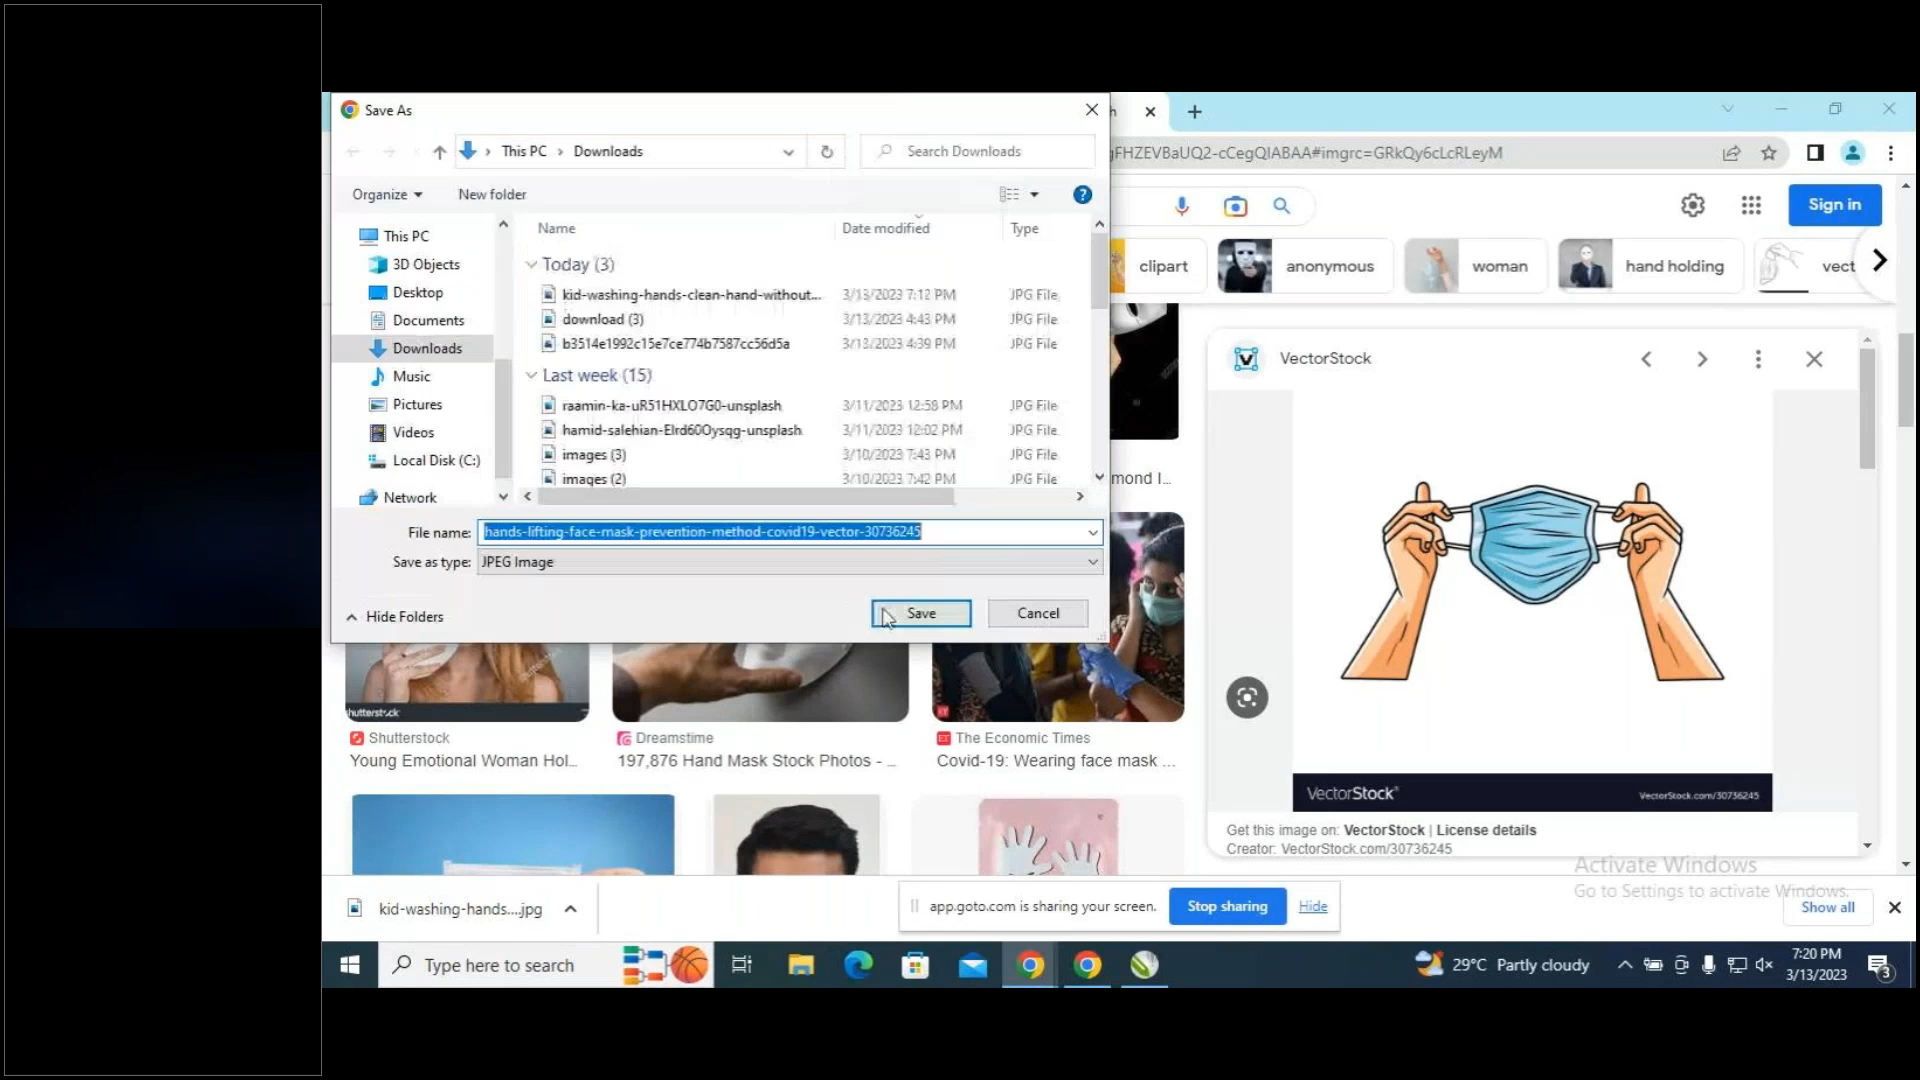 Save As
This PC > Downloads
Search Downloads
Organize
New folder
This PC
3D Objects
Desktop
Documents
Downloads
Music
Pictures
Videos
Local Disk (C:)
Network
Name Date modified Type
Today (3)
kid-washing-hands-clean-hand-without... 3/13/2023 7:12 PM JPG File
download (3) 3/13/2023 4:43 PM JPG File
b3514e1992c15e7ce774b7587cc56d5a 3/13/2023 4:39 PM JPG File
Last week (15)
raamin-ka-uR51HXLO7G0-unsplash 3/11/2023 12:58 PM JPG File
hamid-salehian-Elrd60Oysqg-unsplash 3/11/2023 12:02 PM JPG File
images (3) 3/10/2023 7:43 PM JPG File
images (2) 3/10/2023 7:42 PM JPG File
File name: hands-lifting-face-mask-prevention-method-covid19-vector-30736245
Save as type: JPEG Image
Hide Folders
Save
Cancel
gFHZEVBaUQ2-cCegQIABAA#imgrc=GRkQy6cLcRLeyM
Sign in
clipart
anonymous
woman
hand holding
vect
mond I...
VectorStock
VectorStock
VectorStock.com/30736245
Get this image on: VectorStock | License details
Creator: VectorStock.com/30736245
shutterstock
Shutterstock
Young Emotional Woman Hol...
Dreamstime
197,876 Hand Mask Stock Photos - ...
ET
The Economic Times
Covid-19: Wearing face mask ...
Activate Windows
Go to Settings to activate Windows.
kid-washing-hands....jpg
app.goto.com is sharing your screen.
Stop sharing
Hide
Show all
Type here to search
29°C Partly cloudy
7:20 PM
3/13/2023
3